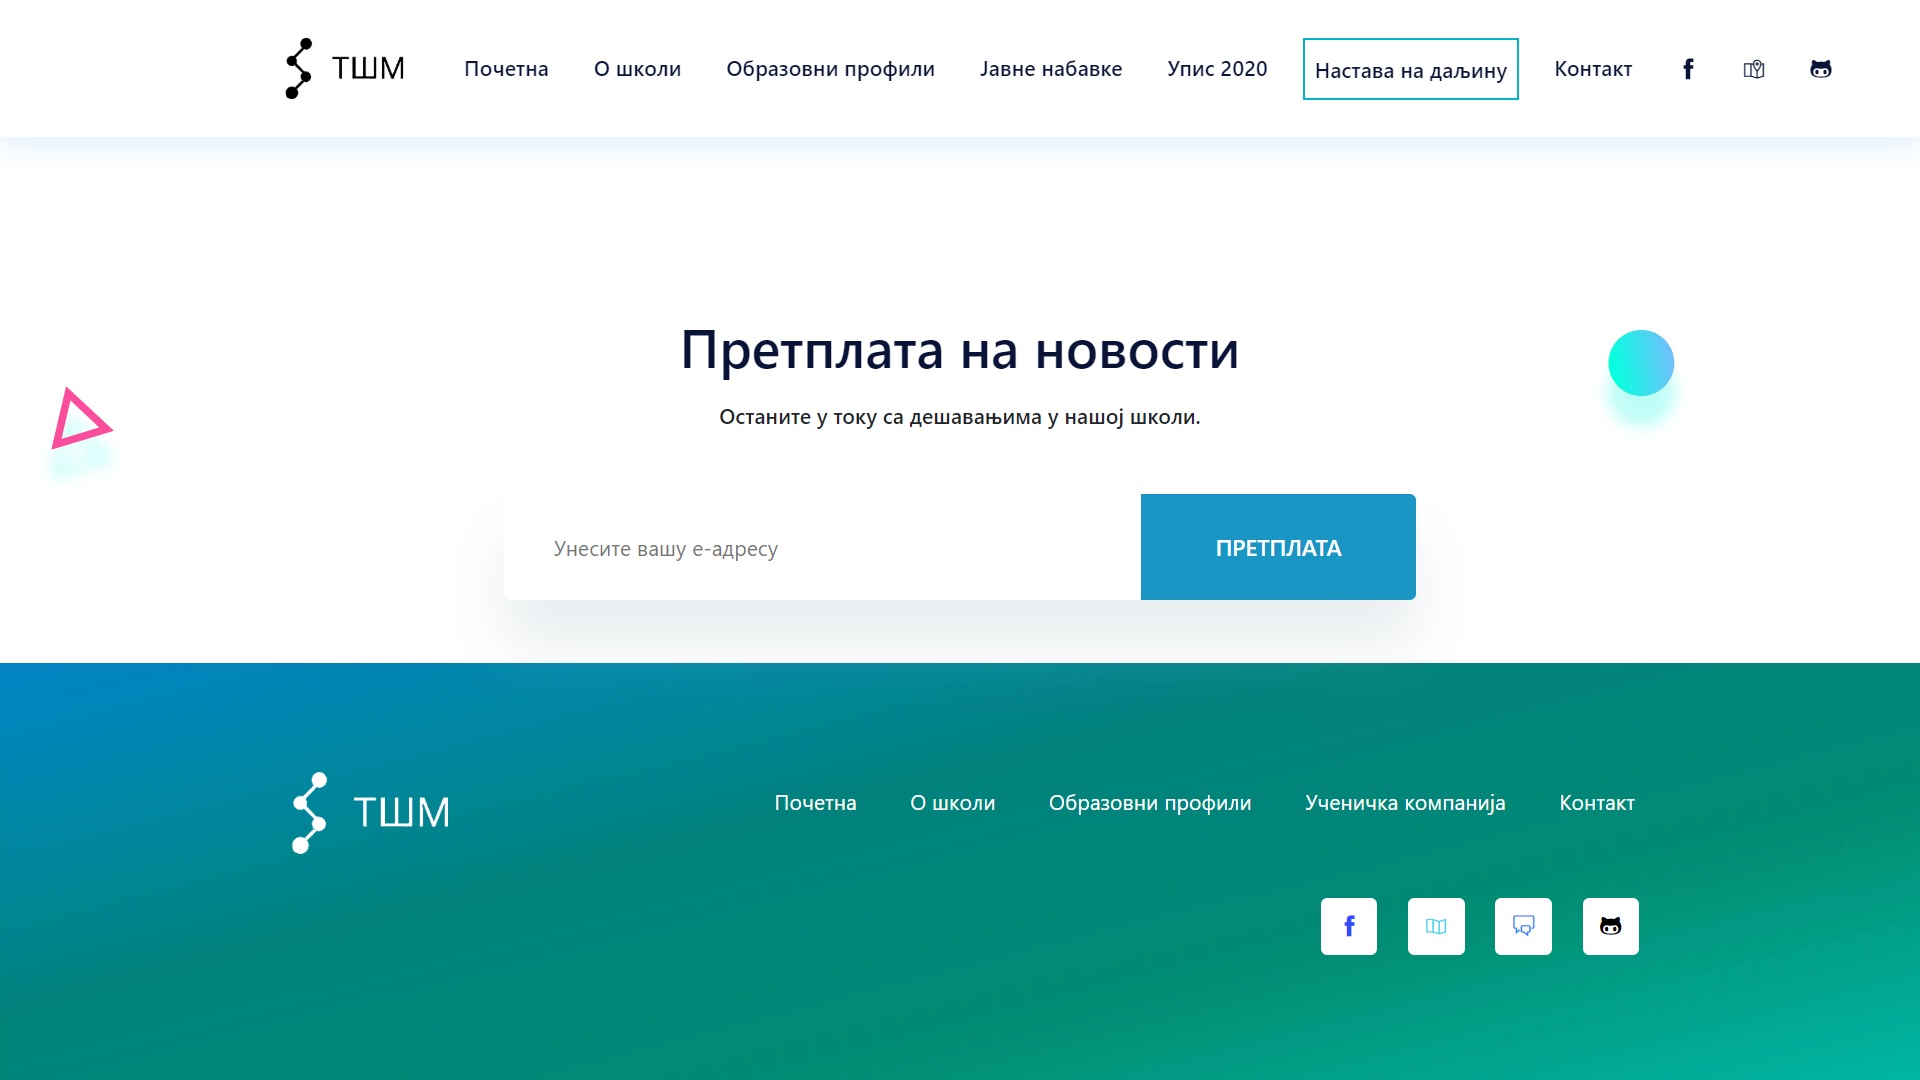 ТШМ
Почетна
О школи
Образовни профили
Јавне набавке
Упис 2020
Настава на даљину
Контакт
Претплата на новости
Останите у току са дешавањима у нашој школи.
Унесите вашу е-адресу
ПРЕТПЛАТА
ТШМ
Почетна
О школи
Образовни профили
Ученичка компанија
Контакт